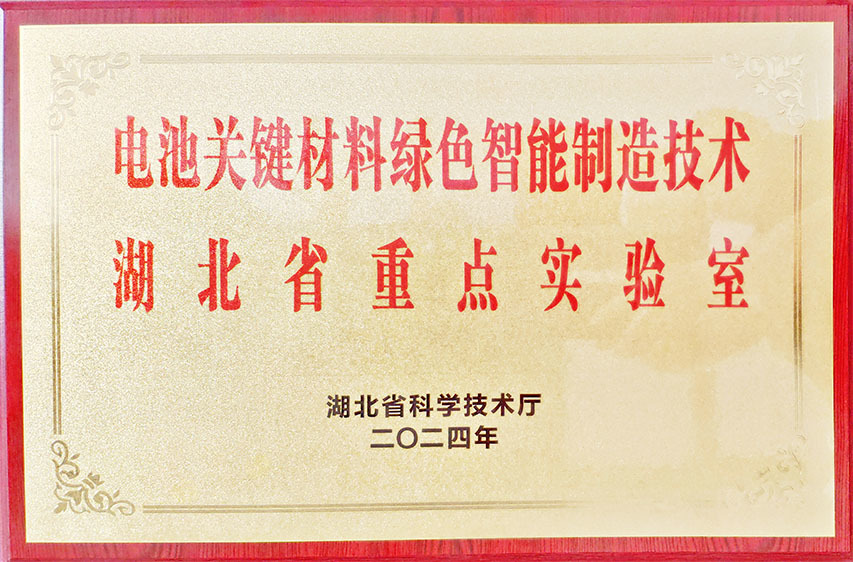 电池关键材料绿色智能制造技术
湖北省重点实验室
湖北省科学技术厅
二〇二四年